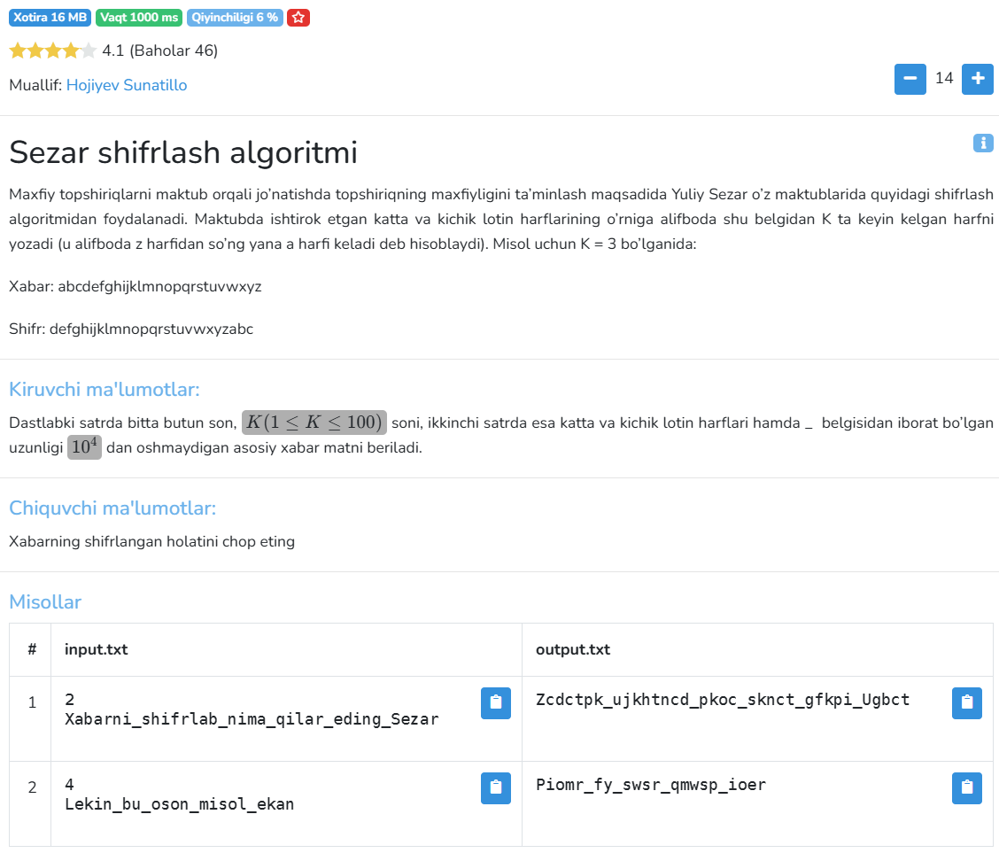 Xotira 16 MB Vaqt 1000 ms Qiyinchiligi 6 %
4.1 (Baholar 46)
Muallif: Hojiyev Sunatillo
14
Sezar shifrlash algoritmi
Maxfiy topshiriqlarni maktub orqali jo’natishda topshiriqning maxfiyligini ta’minlash maqsadida Yuliy Sezar o’z maktublarida quyidagi shifrlash
algoritmidan foydalanadi. Maktubda ishtirok etgan katta va kichik lotin harflarining o’rniga alifboda shu belgidan K ta keyin kelgan harfni
yozadi (u alifboda z harfidan so’ng yana a harfi keladi deb hisoblaydi). Misol uchun K = 3 bo’lganida:
Xabar: abcdefghijklmnopqrstuvwxyz
Shifr: defghijklmnopqrstuvwxyzabc
Kiruvchi ma'lumotlar:
Dastlabki satrda bitta butun son, K(1 ≤ K ≤ 100) soni, ikkinchi satrda esa katta va kichik lotin harflari hamda _ belgisidan iborat bo’lgan
uzunligi 10⁴ dan oshmaydigan asosiy xabar matni beriladi.
Chiquvchi ma'lumotlar:
Xabarning shifrlangan holatini chop eting
Misollar
# input.txt output.txt
1 2 Zcdctpk_ujkhtncd_pkoc_sknct_gfkpi_Ugbct
Xabarni_shifrlab_nima_qilar_eding_Sezar
2 4 Piomr_fy_swsr_qmwsp_ioer
Lekin_bu_oson_misol_ekan